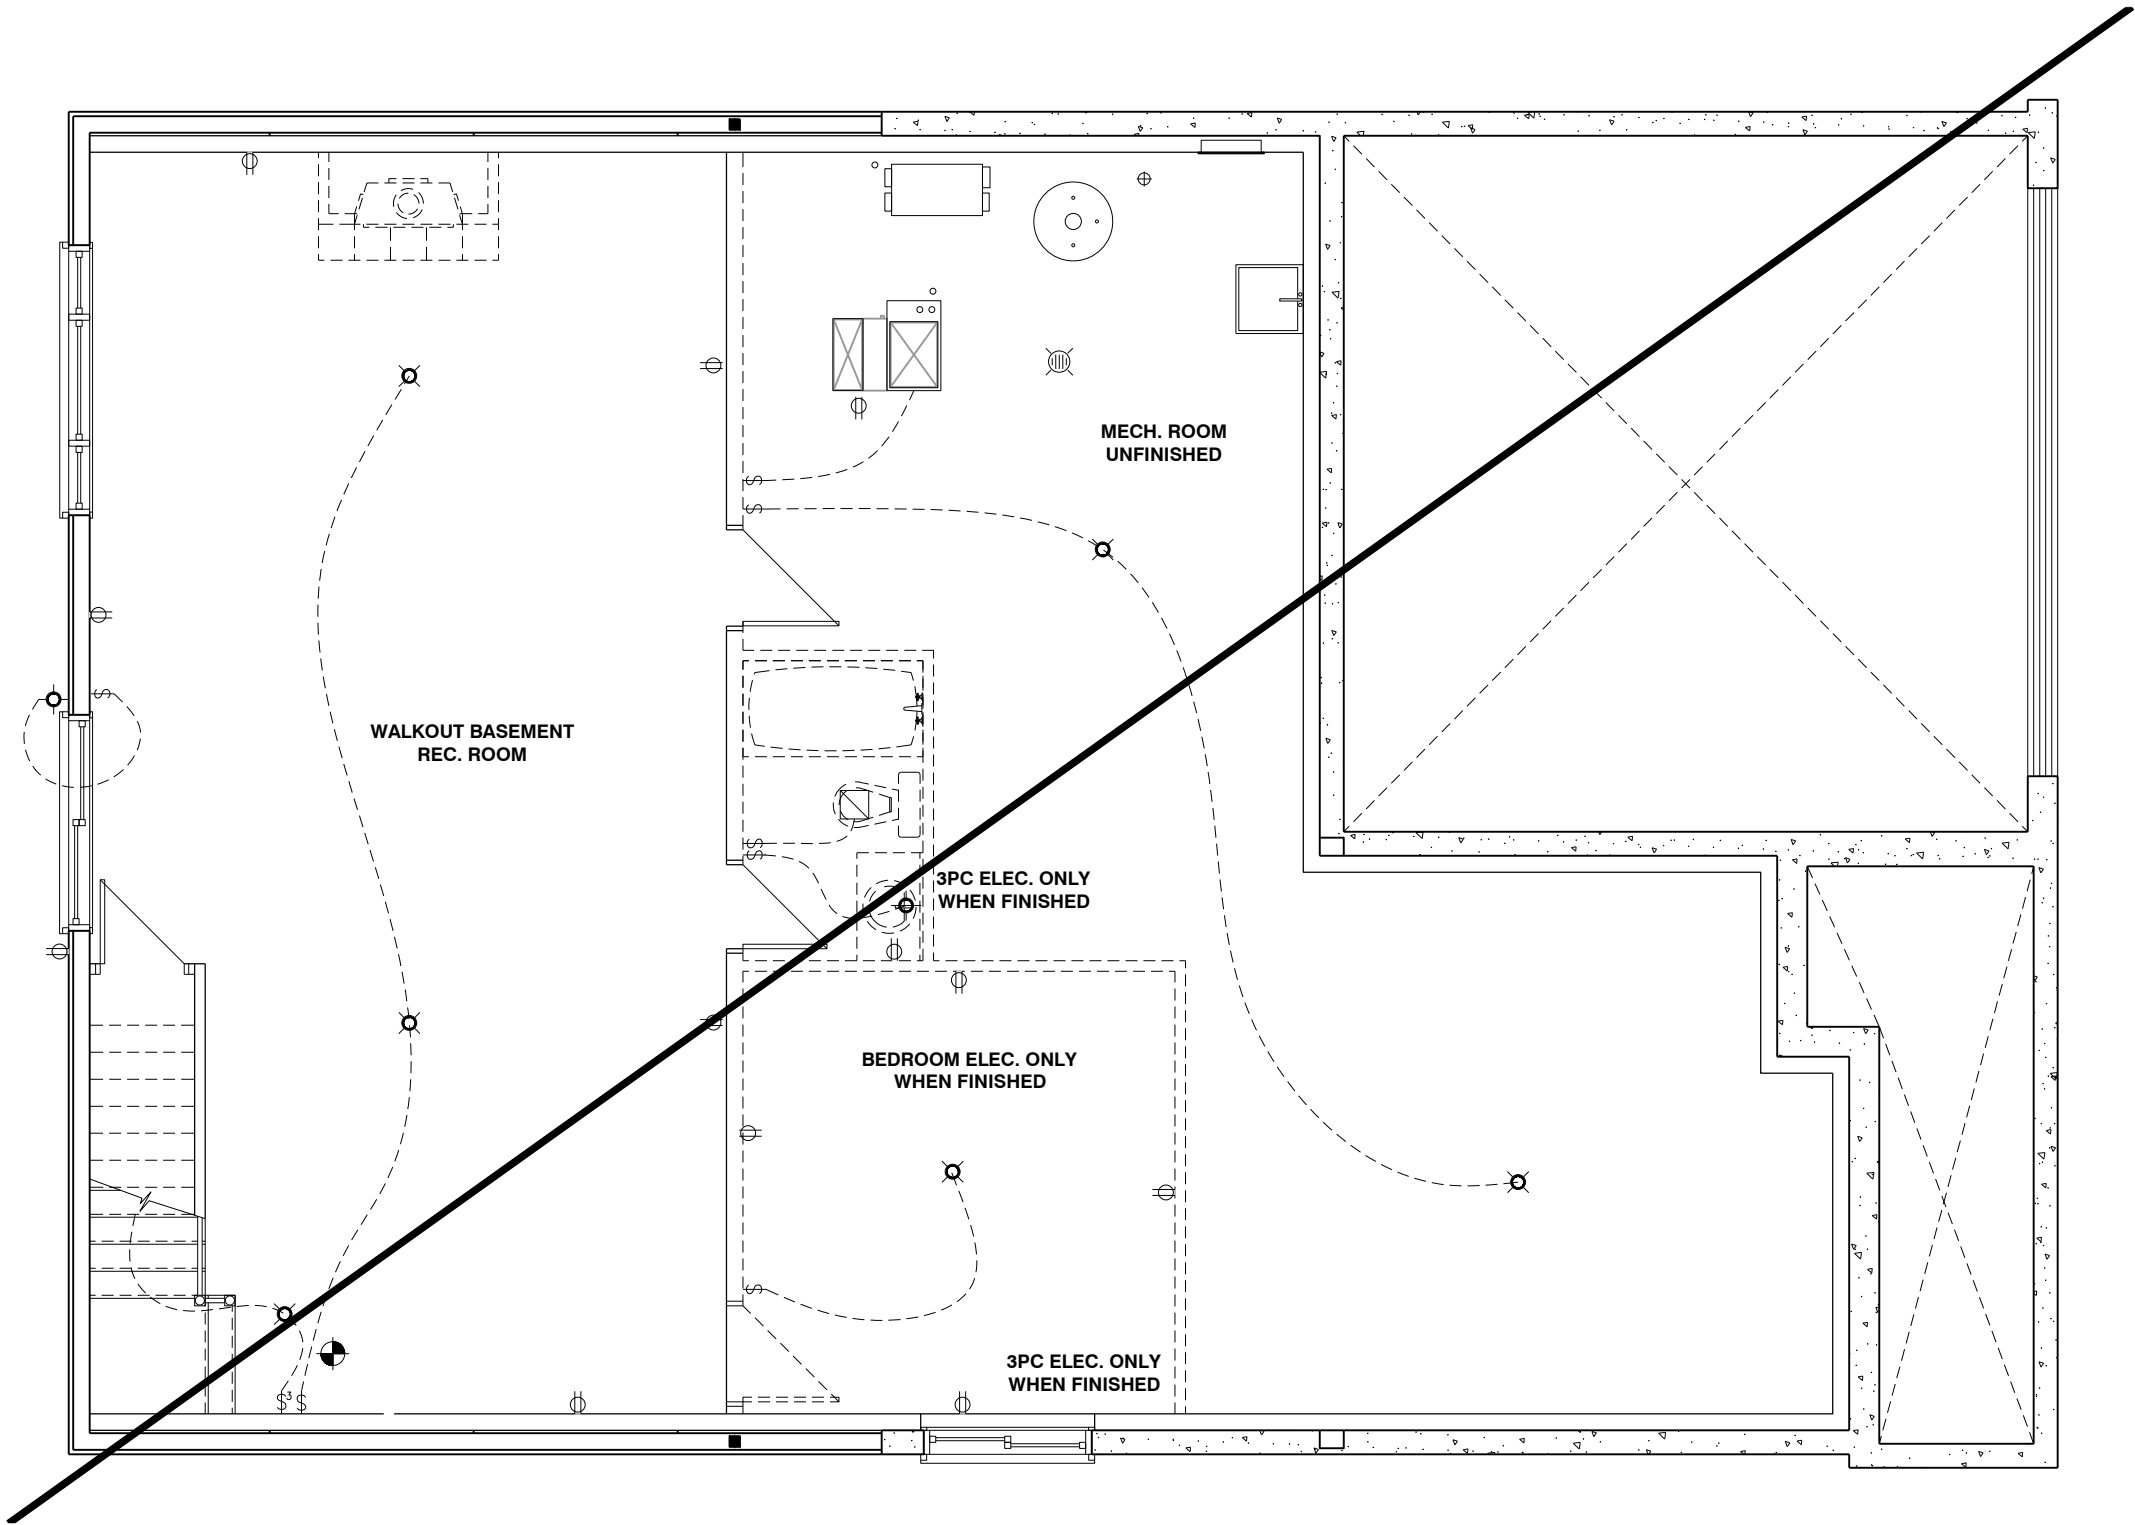 MECH. ROOM
UNFINISHED
S
S
S
WALKOUT BASEMENT
REC. ROOM
S
S
3PC ELEC. ONLY
WHEN FINISHED
BEDROOM ELEC. ONLY
WHEN FINISHED
S
3PC ELEC. ONLY
WHEN FINISHED
S3 S